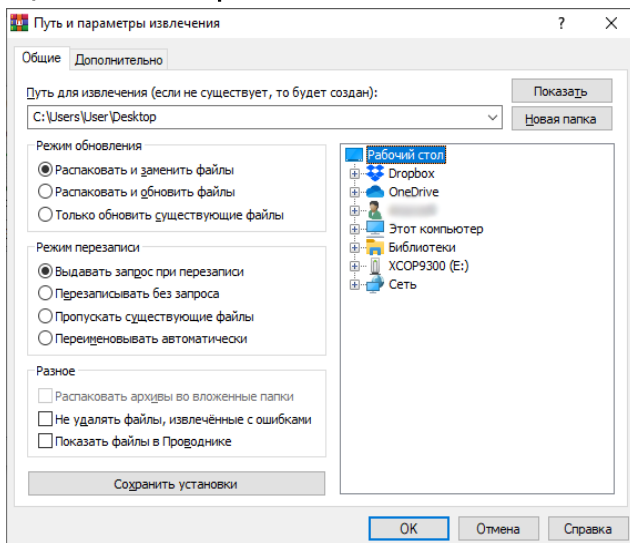 Путь и параметры извлечения
Общие Дополнительно
Путь для извлечения (если не существует, то будет создан):
Показать
C:\Users\User\Desktop
Новая папка
Режим обновления
Распаковать и заменить файлы
Распаковать и обновить файлы
Только обновить существующие файлы
Режим перезаписи
Выдавать запрос при перезаписи
Перезаписывать без запроса
Пропускать существующие файлы
Переименовывать автоматически
Разное
Распаковать архивы во вложенные папки
Не удалять файлы, извлечённые с ошибками
Показать файлы в Проводнике
Сохранить установки
Рабочий стол
Dropbox
OneDrive
Этот компьютер
Библиотеки
XCOP9300 (E:)
Сеть
OK Отмена Справка